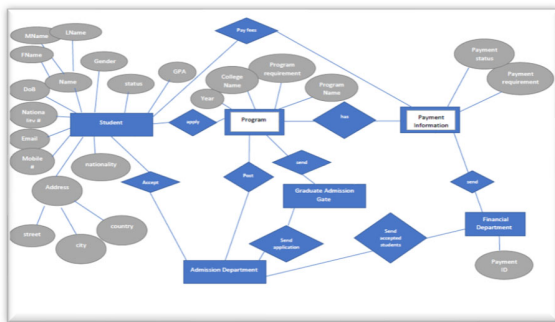 MName
LName
FName
Gender
GPA
Pay fees
Payment
status
Payment
requirement
Program
requirement
College
Name
Program
Name
DoB
Name
status
Year
Student
apply
Program
has
Payment
Information
Email
Mobile
#
nationality
Post
send
send
Accept
Graduate Admission
Gate
Address
Financial
Department
street
city
country
Send
application
Send
accepted
students
Admission Department
Payment
ID